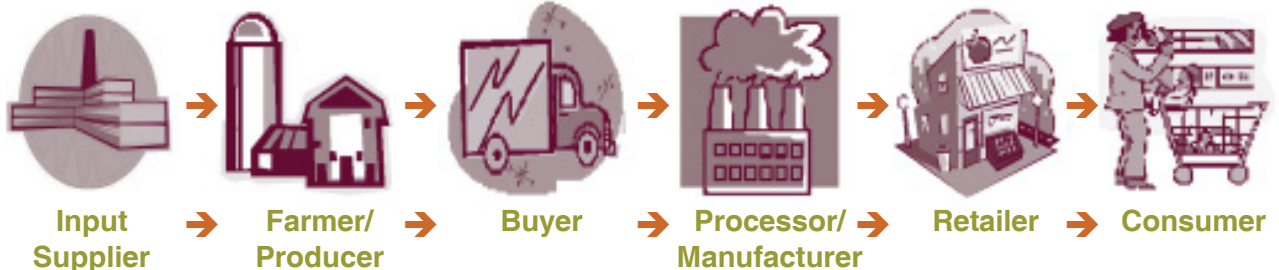 Input Supplier
Farmer/ Producer
Buyer
Processor/ Manufacturer
Retailer
Consumer